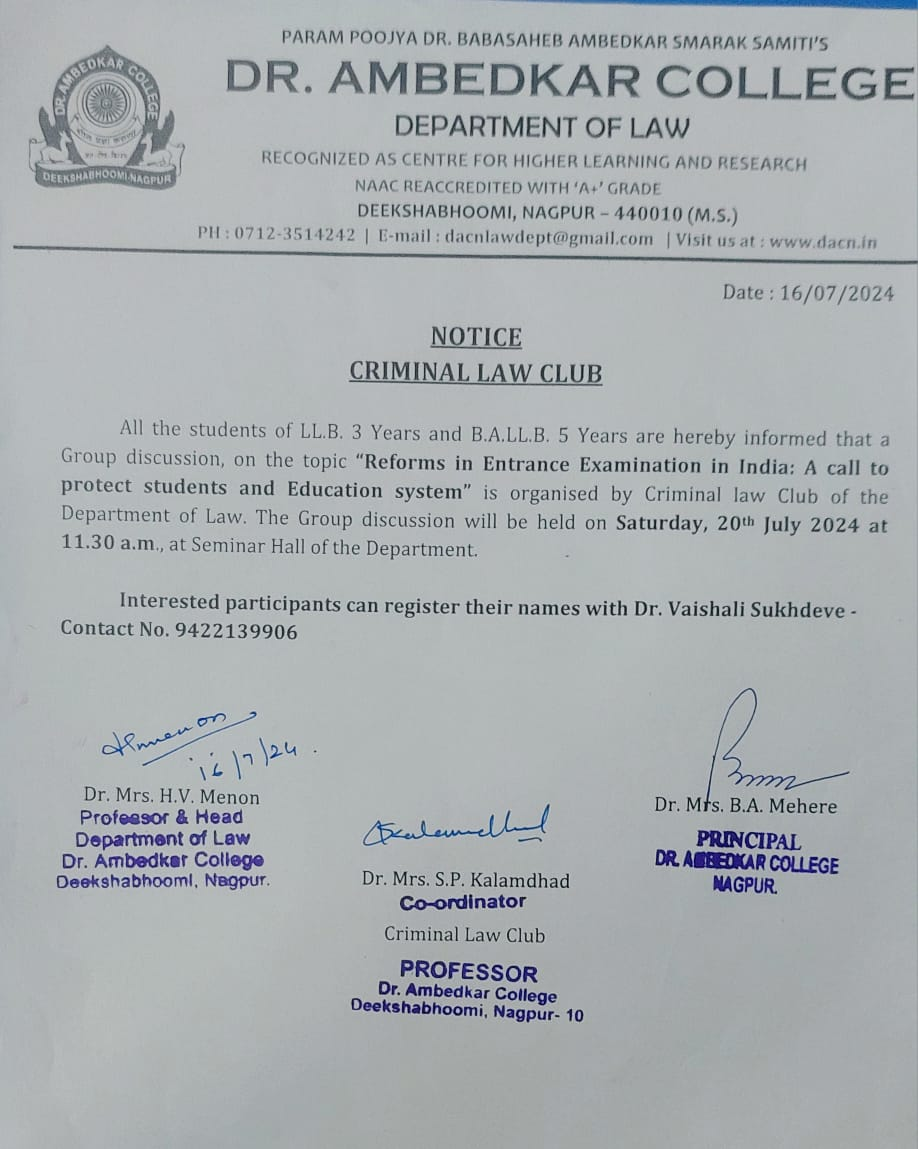 PARAM POOJYA DR. BABASAHEB AMBEDKAR SMARAK SAMITI'S
DR. AMBEDKAR COLLEGE
DEPARTMENT OF LAW
RECOGNIZED AS CENTRE FOR HIGHER LEARNING AND RESEARCH
NAAC REACCREDITED WITH 'A+' GRADE
DEEKSHABHOOMI, NAGPUR – 440010 (M.S.)
PH : 0712-3514242 | E-mail : dacnlawdept@gmail.com | Visit us at : www.dacn.in
DR. AMBEDKAR COLLEGE
DEEKSHABHOOMI-NAGPUR
Date : 16/07/2024
NOTICE
CRIMINAL LAW CLUB
All the students of LL.B. 3 Years and B.A.LL.B. 5 Years are hereby informed that a
Group discussion, on the topic “Reforms in Entrance Examination in India: A call to
protect students and Education system” is organised by Criminal law Club of the
Department of Law. The Group discussion will be held on Saturday, 20th July 2024 at
11.30 a.m., at Seminar Hall of the Department.
Interested participants can register their names with Dr. Vaishali Sukhdeve -
Contact No. 9422139906
16/7/24
Dr. Mrs. H.V. Menon
Professor & Head
Department of Law
Dr. Ambedkar College
Deekshabhoomi, Nagpur.
Dr. Mrs. S.P. Kalamdhad
Co-ordinator
Criminal Law Club
PROFESSOR
Dr. Ambedkar College
Deekshabhoomi, Nagpur- 10
Dr. Mrs. B.A. Mehere
PRINCIPAL
DR. AMBEDKAR COLLEGE
NAGPUR.